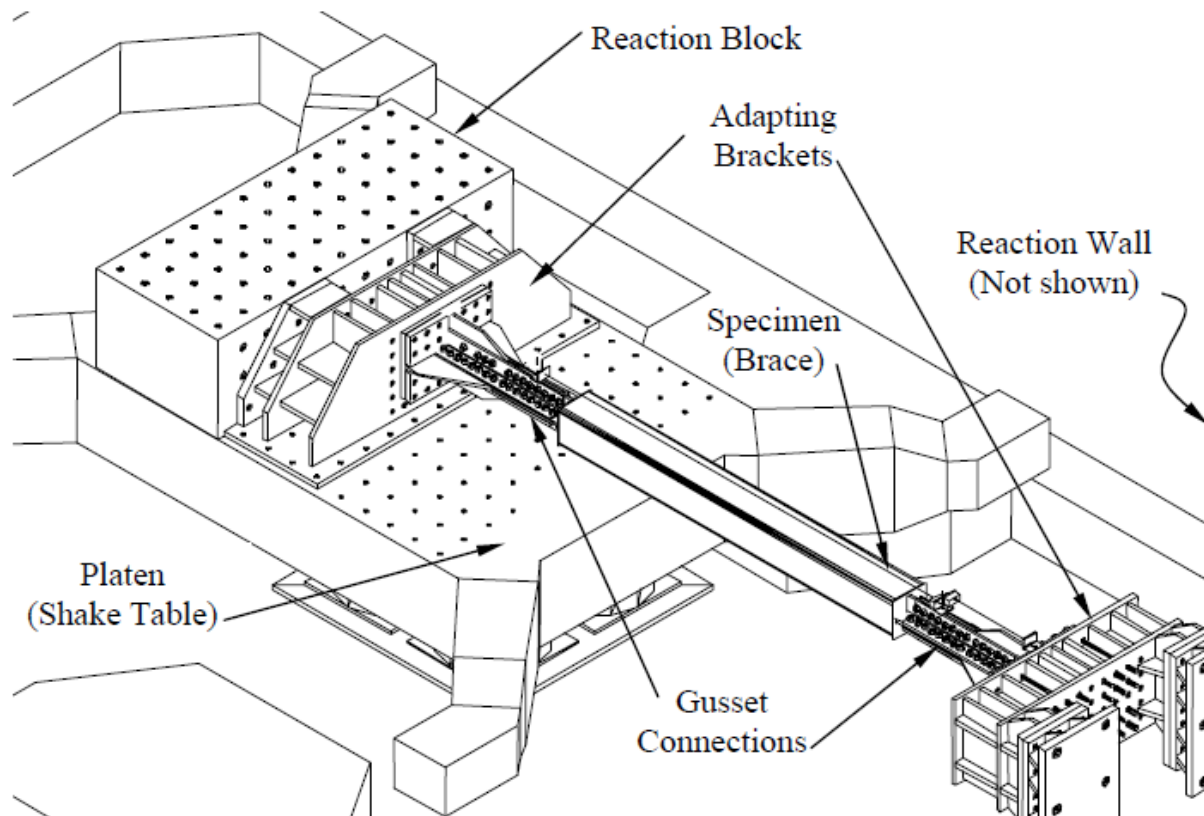 Reaction Block
Adapting
Brackets
Reaction Wall
(Not shown)
Specimen
(Brace)
Platen
(Shake Table)
Gusset
Connections